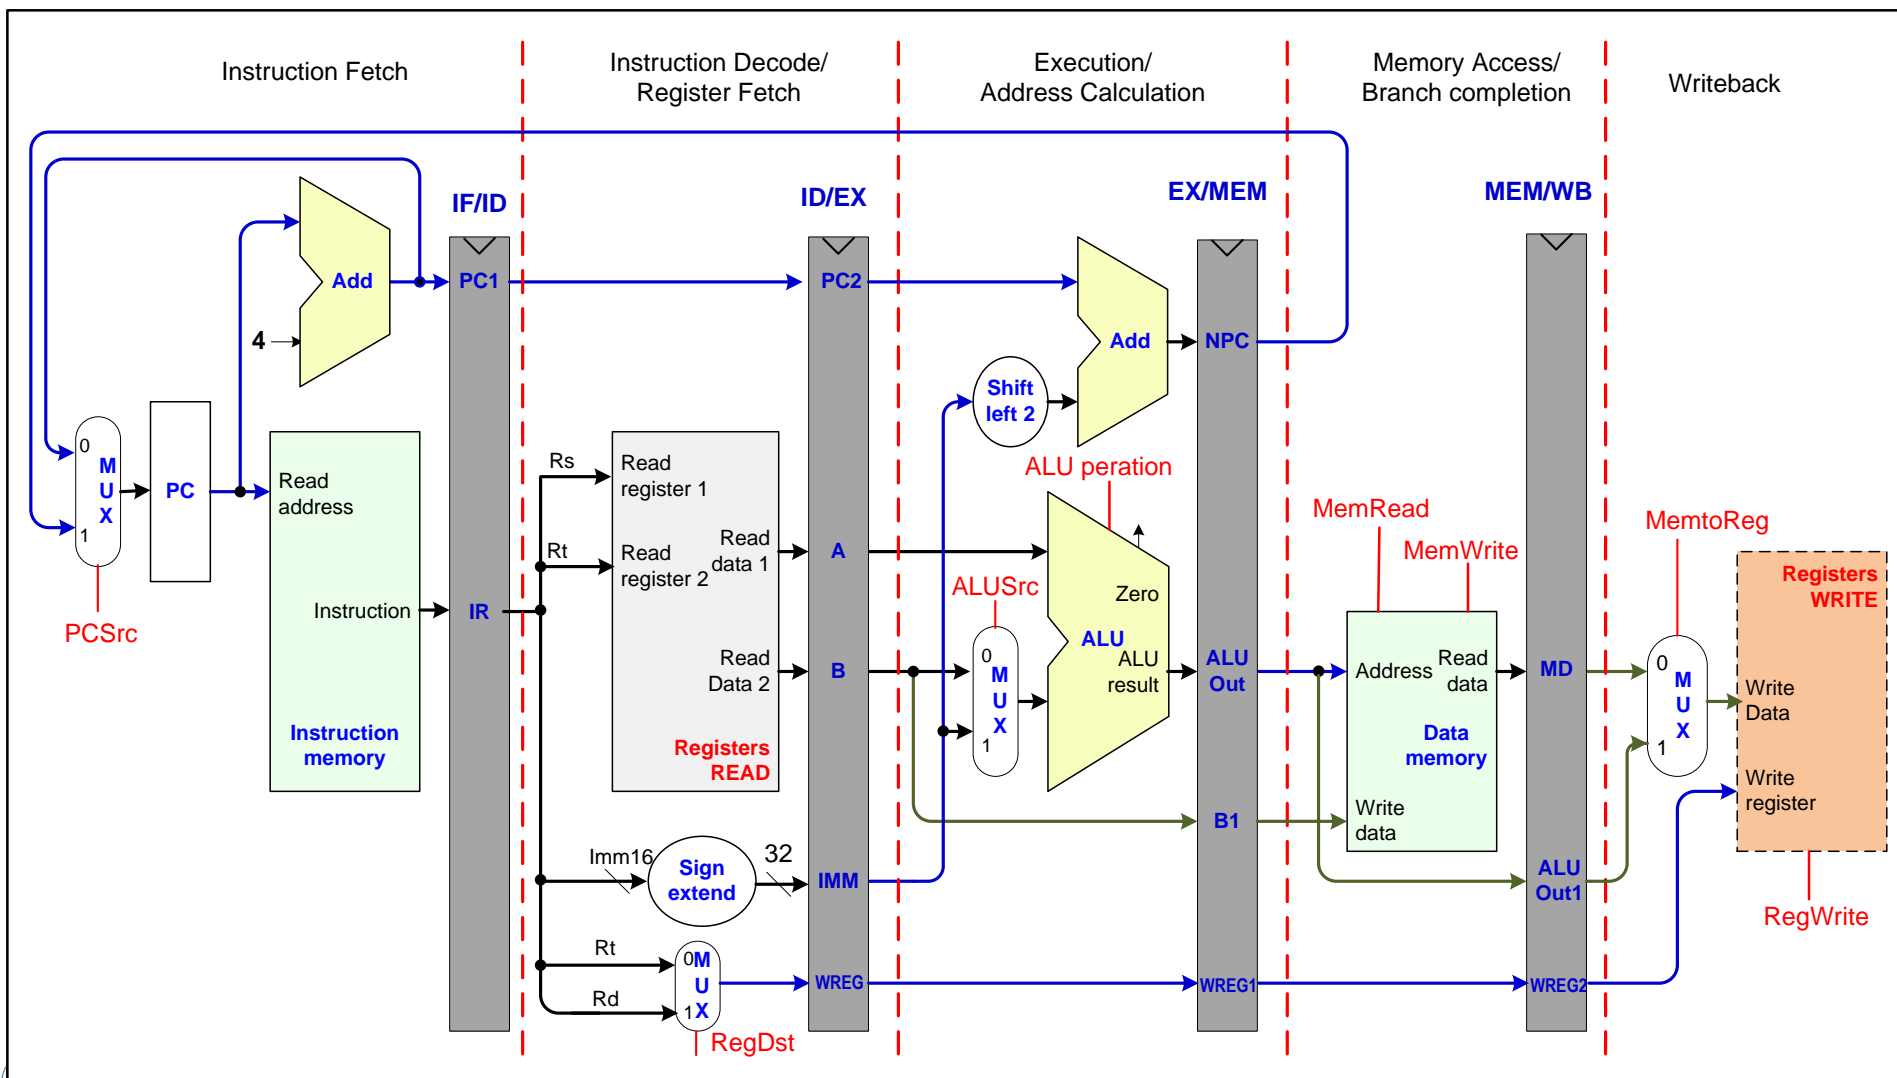 Instruction Fetch
Instruction Decode/
Register Fetch
Execution/
Address Calculation
Memory Access/
Branch completion
Writeback
IF/ID
ID/EX
EX/MEM
MEM/WB
Add
4
PC1
PC2
Add
NPC
Shift
left 2
0
M
U
X
1
PCSrc
PC
Read
address
Instruction
Instruction
memory
IR
Rs
Rt
Read
register 1
Read
register 2
Read
data 1
Read
Data 2
Registers
READ
A
B
ALU peration
ALUSrc
0
M
U
X
1
Zero
ALU
ALU
result
ALU
Out
B1
MemRead
MemWrite
Address
Read
data
Data
memory
Write
data
MD
ALU
Out1
MemtoReg
0
M
U
X
1
Registers
WRITE
Write
Data
Write
register
RegWrite
Imm16
Sign
extend
32
IMM
Rt
Rd
0M
U
1X
RegDst
WREG
WREG1
WREG2